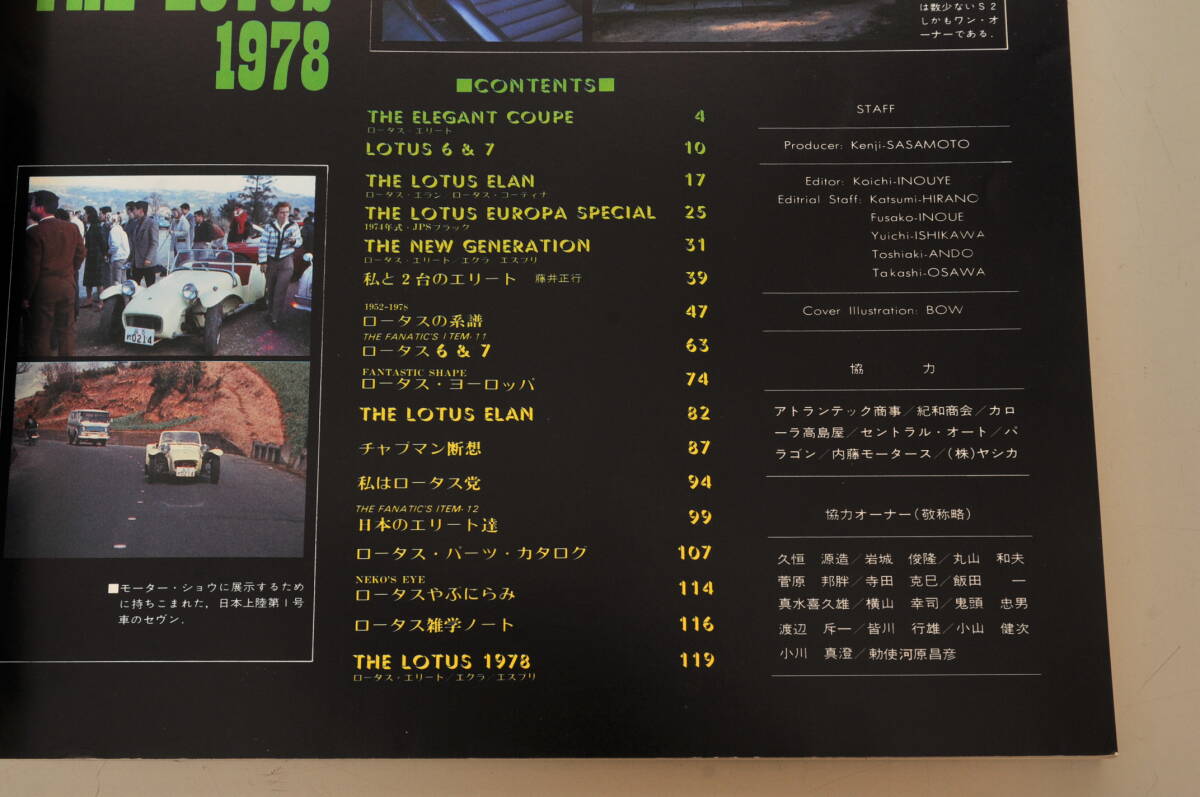 THE LOTUS
1978
は数少ないS2
しかもワン・オ
ーナーである.
■CONTENTS■
THE ELEGANT COUPE 4
ロータス・エリート
LOTUS 6 & 7 10
THE LOTUS ELAN 17
ロータス・エラン/ロータス・コーティナ
THE LOTUS EUROPA SPECIAL 25
1974年式・JPSブラック
THE NEW GENERATION 31
ロータス・エリート/エクラ/エスプリ
私と2台のエリート 藤井正行 39
1952-1978
ロータスの系譜 47
THE FANATIC'S ITEM-11
ロータス6&7 63
FANTASTIC SHAPE
ロータス・ヨーロッパ 74
THE LOTUS ELAN 82
チャプマン断想 87
私はロータス党 94
THE FANATIC'S ITEM-12
日本のエリート達 99
ロータス・パーツ・カタログ 107
NEKO'S EYE
ロータスやぶにらみ 114
ロータス雑学ノート 116
THE LOTUS 1978 119
ロータス・エリート/エクラ/エスプリ
■モーター・ショウに展示するため
に持ちこまれた,日本上陸第1号
車のセヴン.
STAFF
Producer: Kenji-SASAMOTO
Editor: Koichi-INOUYE
Editrial Staff: Katsumi-HIRANO
Fusako-INOUE
Yuichi-ISHIKAWA
Toshiaki-ANDO
Takashi-OSAWA
Cover Illustration: BOW
協 力
アトランテック商事/紀和商会/カロ
ーラ高島屋/セントラル・オート/パ
ラゴン/内藤モータース/(株)ヤシカ
協力オーナー(敬称略)
久恒 源造/岩城 俊隆/丸山 和夫
菅原 邦胖/寺田 克巳/飯田 一
真水喜久雄/横山 幸司/鬼頭 忠男
渡辺 斥一/皆川 行雄/小山 健次
小川 真澄/勅使河原昌彦